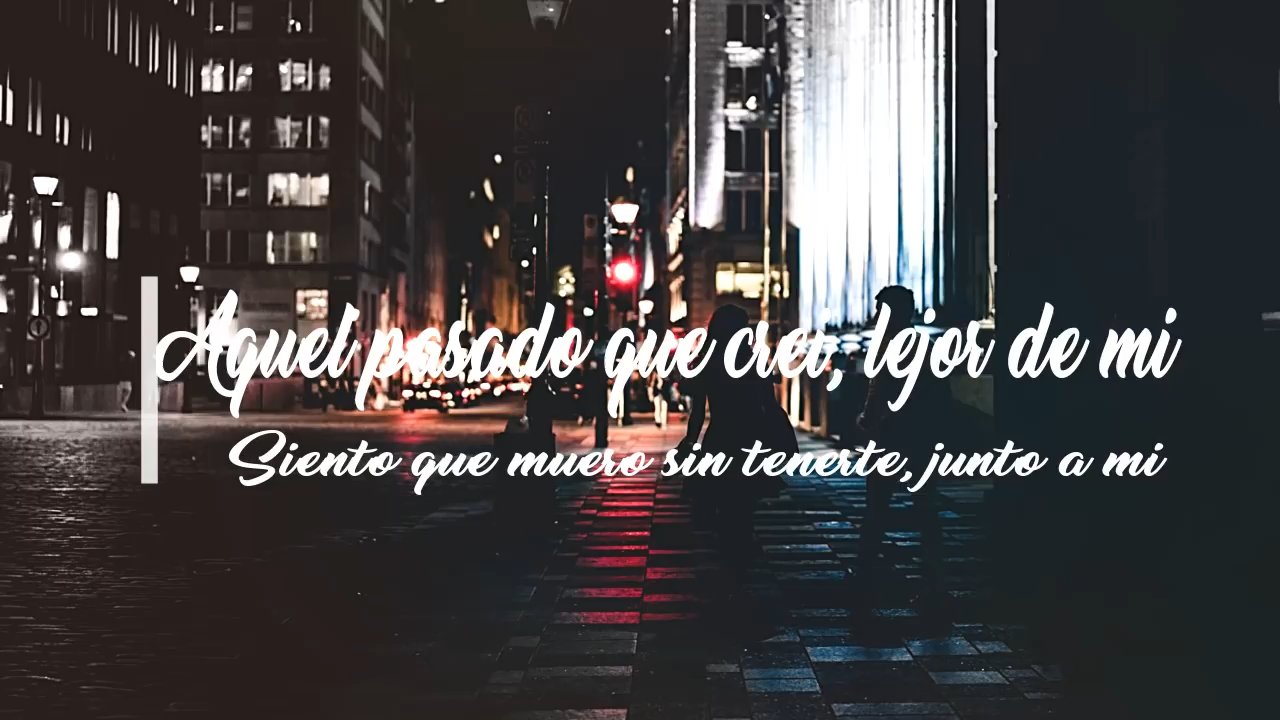 Aquel pasado que crei, lejor de mi
Siento que muero sin tenerte, junto a mi